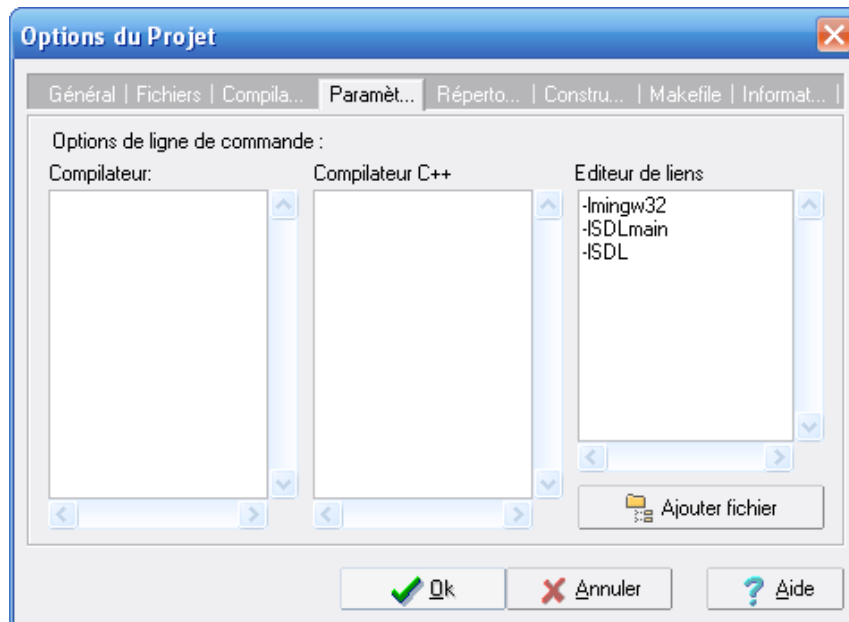 Options du Projet
Général | Fichiers | Compila... Paramèt... Réperto... | Constru... | Makefile | Informat... |
Options de ligne de commande :
Compilateur: Compilateur C++ Editeur de liens
-lmingw32
-lSDLmain
-lSDL
Ajouter fichier
Ok Annuler Aide